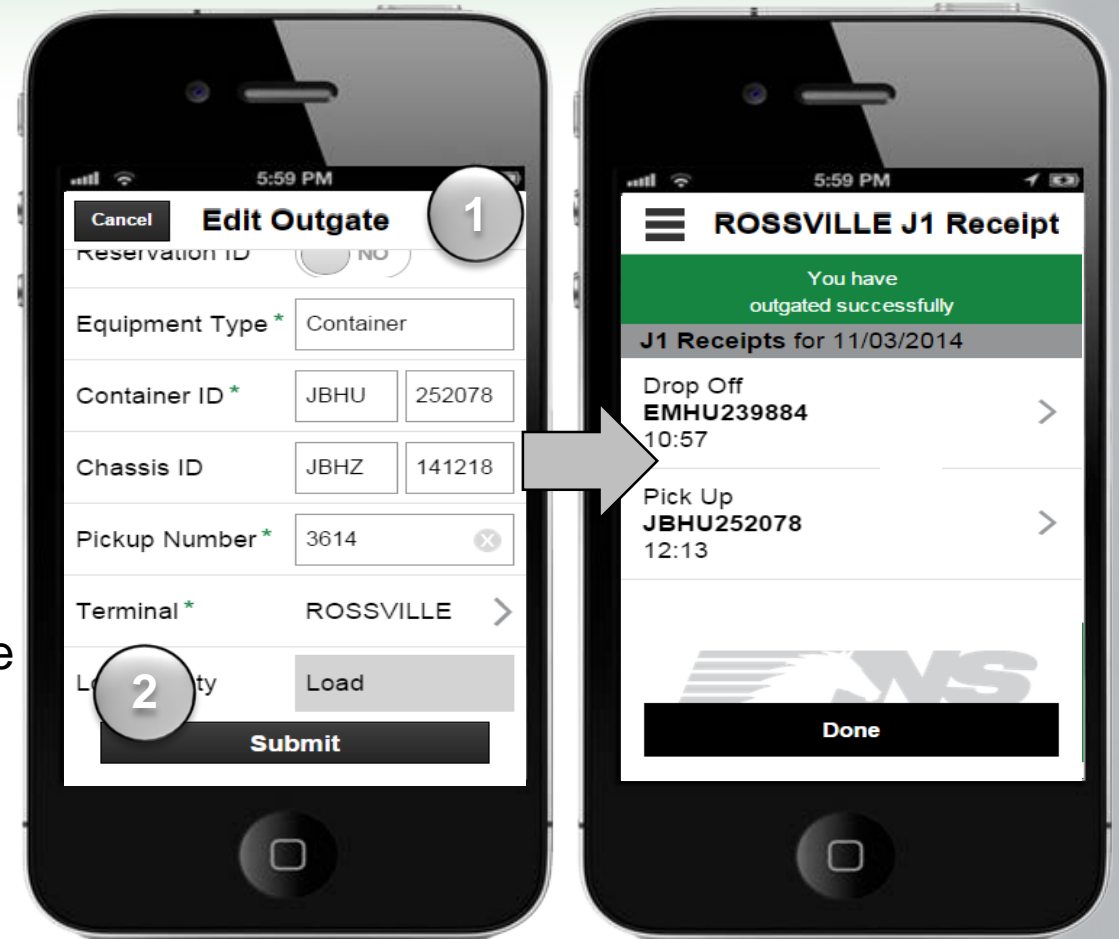 5:59 PM
Cancel Edit Outgate 1
Reservation ID NO
Equipment Type * Container
Container ID * JBHU 252078
Chassis ID JBHZ 141218
Pickup Number * 3614
Terminal * ROSSVILLE
2 ty Load
Submit
e
5:59 PM
ROSSVILLE J1 Receipt
You have
outgated successfully
J1 Receipts for 11/03/2014
Drop Off
EMHU239884
10:57
Pick Up
JBHU252078
12:13
NS
Done